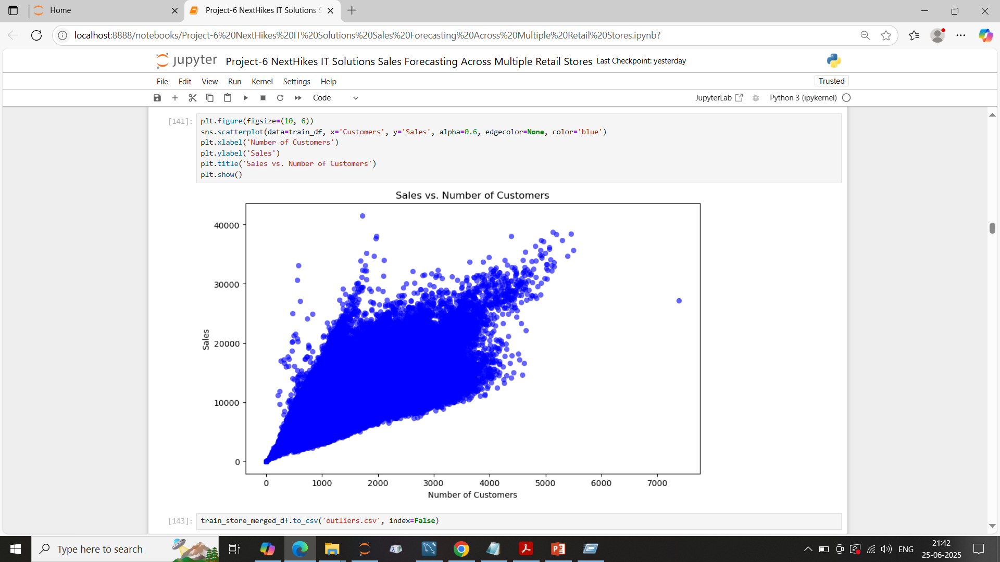 Home
Project-6 NextHikes IT Solutions S
localhost:8888/notebooks/Project-6%20NextHikes%20IT%20Solutions%20Sales%20Forecasting%20Across%20Multiple%20Retail%20Stores.ipynb?
jupyter Project-6 NextHikes IT Solutions Sales Forecasting Across Multiple Retail Stores Last Checkpoint: yesterday
File Edit View Run Kernel Settings Help
Trusted
Code
JupyterLab
Python 3 (ipykernel)
[141]:
plt.figure(figsize=(10, 6))
sns.scatterplot(data=train_df, x='Customers', y='Sales', alpha=0.6, edgecolor=None, color='blue')
plt.xlabel('Number of Customers')
plt.ylabel('Sales')
plt.title('Sales vs. Number of Customers')
plt.show()
Sales vs. Number of Customers
40000
30000
20000
10000
0
Sales
0 1000 2000 3000 4000 5000 6000 7000
Number of Customers
[143]:
train_store_merged_df.to_csv('outliers.csv', index=False)
Type here to search
ENG
21:42
25-06-2025